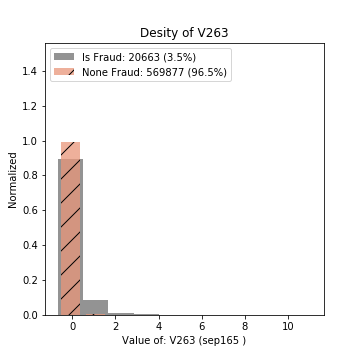 Desity of V263
Is Fraud: 20663 (3.5%)
None Fraud: 569877 (96.5%)
1.4
1.2
1.0
0.8
0.6
0.4
0.2
0.0
Normalized
0 2 4 6 8 10
Value of: V263 (sep165 )